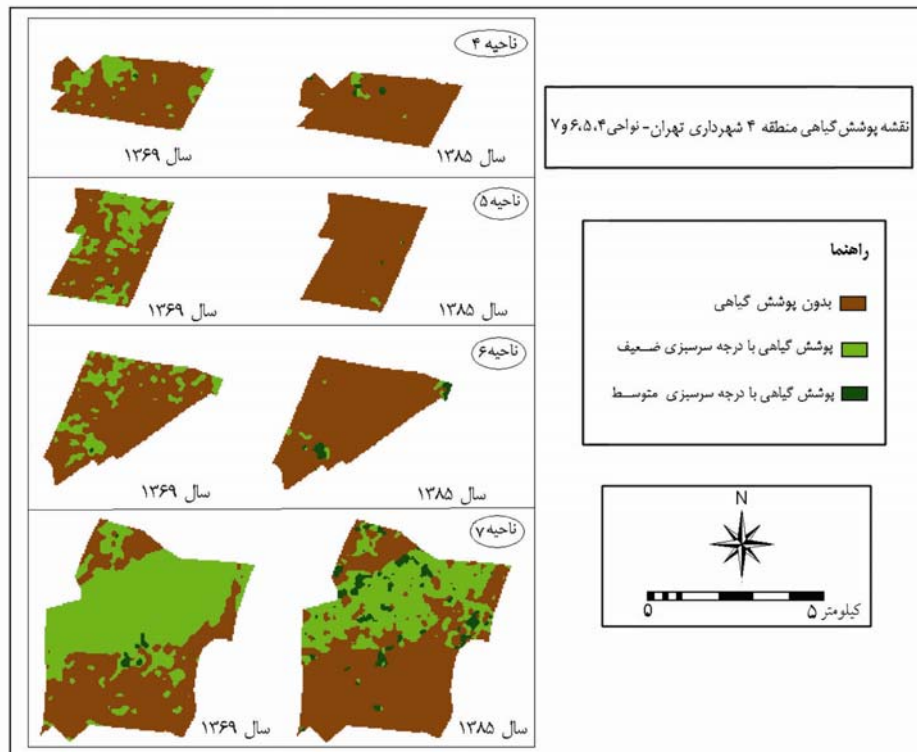 ناحیه ۴
سال ۱۳۶۹
سال ۱۳۸۵
ناحیه ۵
سال ۱۳۶۹
سال ۱۳۸۵
ناحیه ۶
سال ۱۳۶۹
سال ۱۳۸۵
ناحیه ۷
سال ۱۳۶۹
سال ۱۳۸۵
نقشه پوشش گیاهی منطقه ۴ شهرداری تهران - نواحی ۴،۵،۶ و ۷
راهنما
بدون پوشش گیاهی
پوشش گیاهی با درجه سرسبزی ضعیف
پوشش گیاهی با درجه سرسبزی متوسط
N
۰
۵ کیلومتر